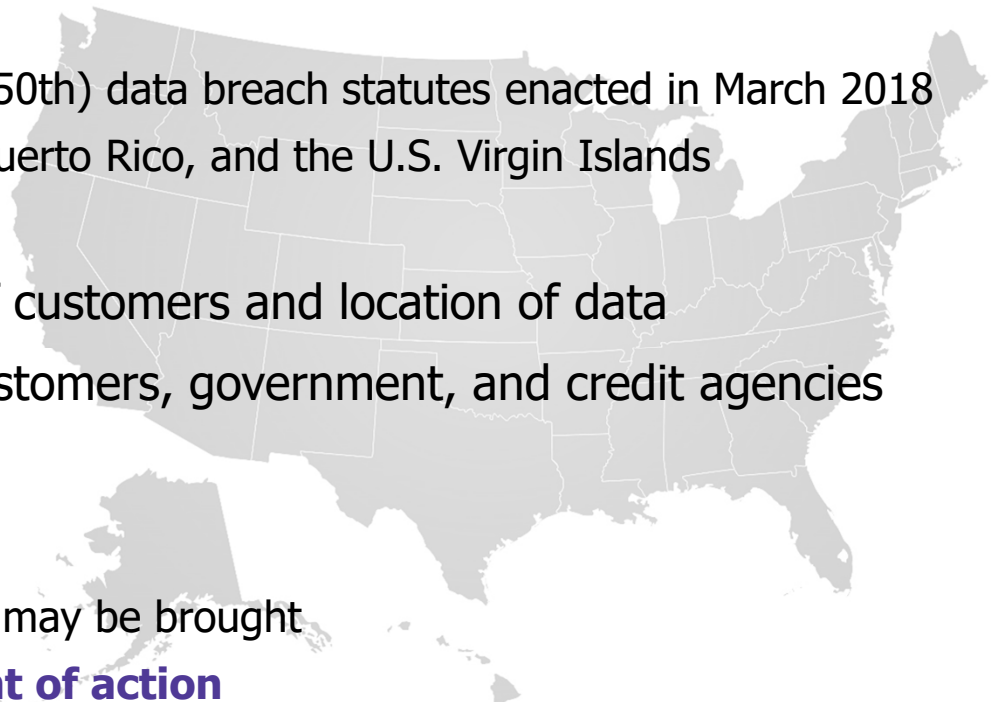 50th) data breach statutes enacted in March 2018
uerto Rico, and the U.S. Virgin Islands
customers and location of data
stomers, government, and credit agencies
may be brought
nt of action